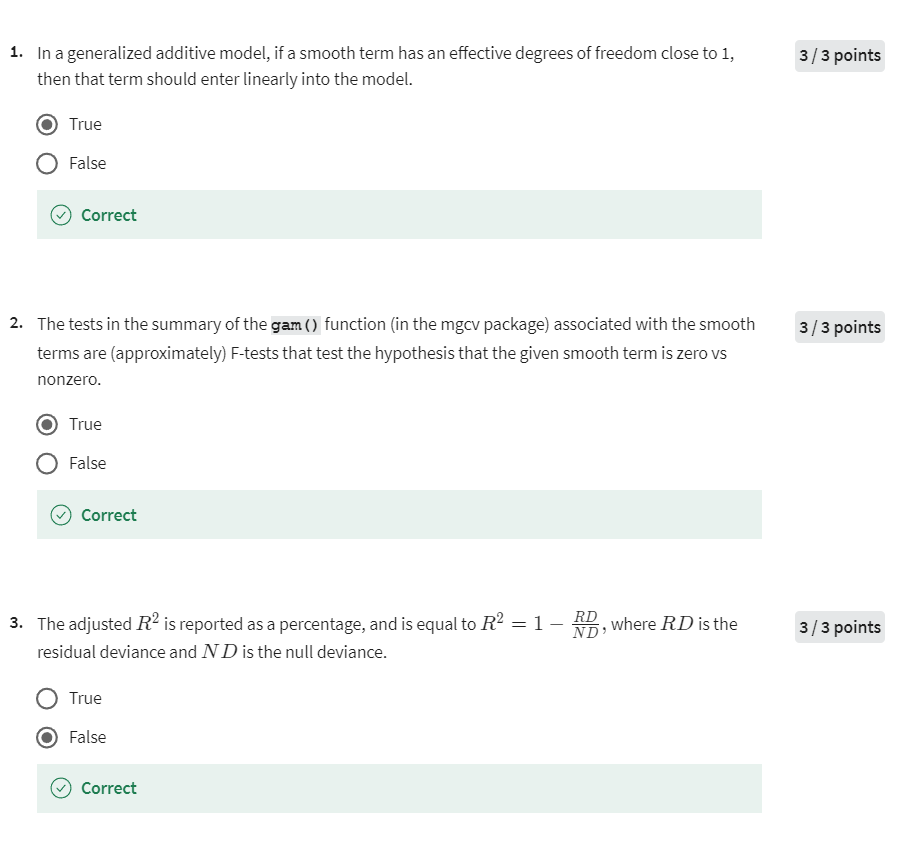 1. In a generalized additive model, if a smooth term has an effective degrees of freedom close to 1, 3 / 3 points
then that term should enter linearly into the model.
True
False
Correct
2. The tests in the summary of the gam() function (in the mgcv package) associated with the smooth 3 / 3 points
terms are (approximately) F-tests that test the hypothesis that the given smooth term is zero vs
nonzero.
True
False
Correct
3. The adjusted R² is reported as a percentage, and is equal to R² = 1 − RD/ND, where RD is the 3 / 3 points
residual deviance and ND is the null deviance.
True
False
Correct